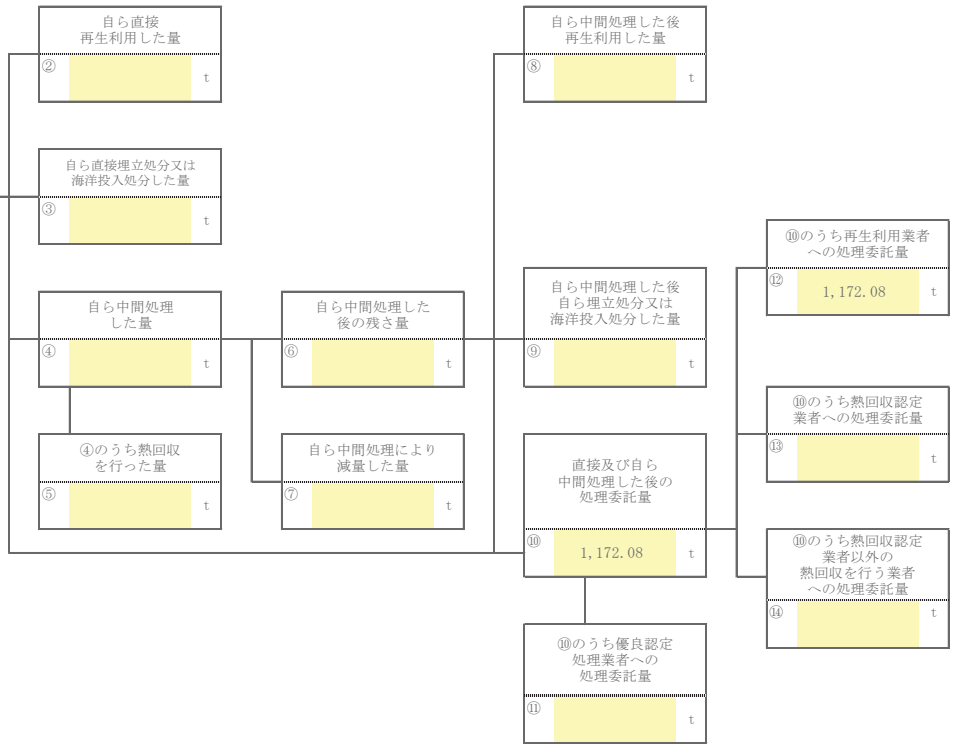 自ら直接
再生利用した量
② t
自ら中間処理した後
再生利用した量
⑧ t
自ら直接埋立処分又は
海洋投入処分した量
③ t
⑩のうち再生利用業者
への処理委託量
⑫ 1,172.08 t
自ら中間処理
した量
④ t
自ら中間処理した
後の残さ量
⑥ t
自ら中間処理した後
自ら埋立処分又は
海洋投入処分した量
⑨ t
⑩のうち熱回収認定
業者への処理委託量
⑬ t
④のうち熱回収
を行った量
⑤ t
自ら中間処理により
減量した量
⑦ t
直接及び自ら
中間処理した後の
処理委託量
⑩ 1,172.08 t
⑩のうち熱回収認定
業者以外の
熱回収を行う業者
への処理委託量
⑭ t
⑩のうち優良認定
処理業者への
処理委託量
⑪ t